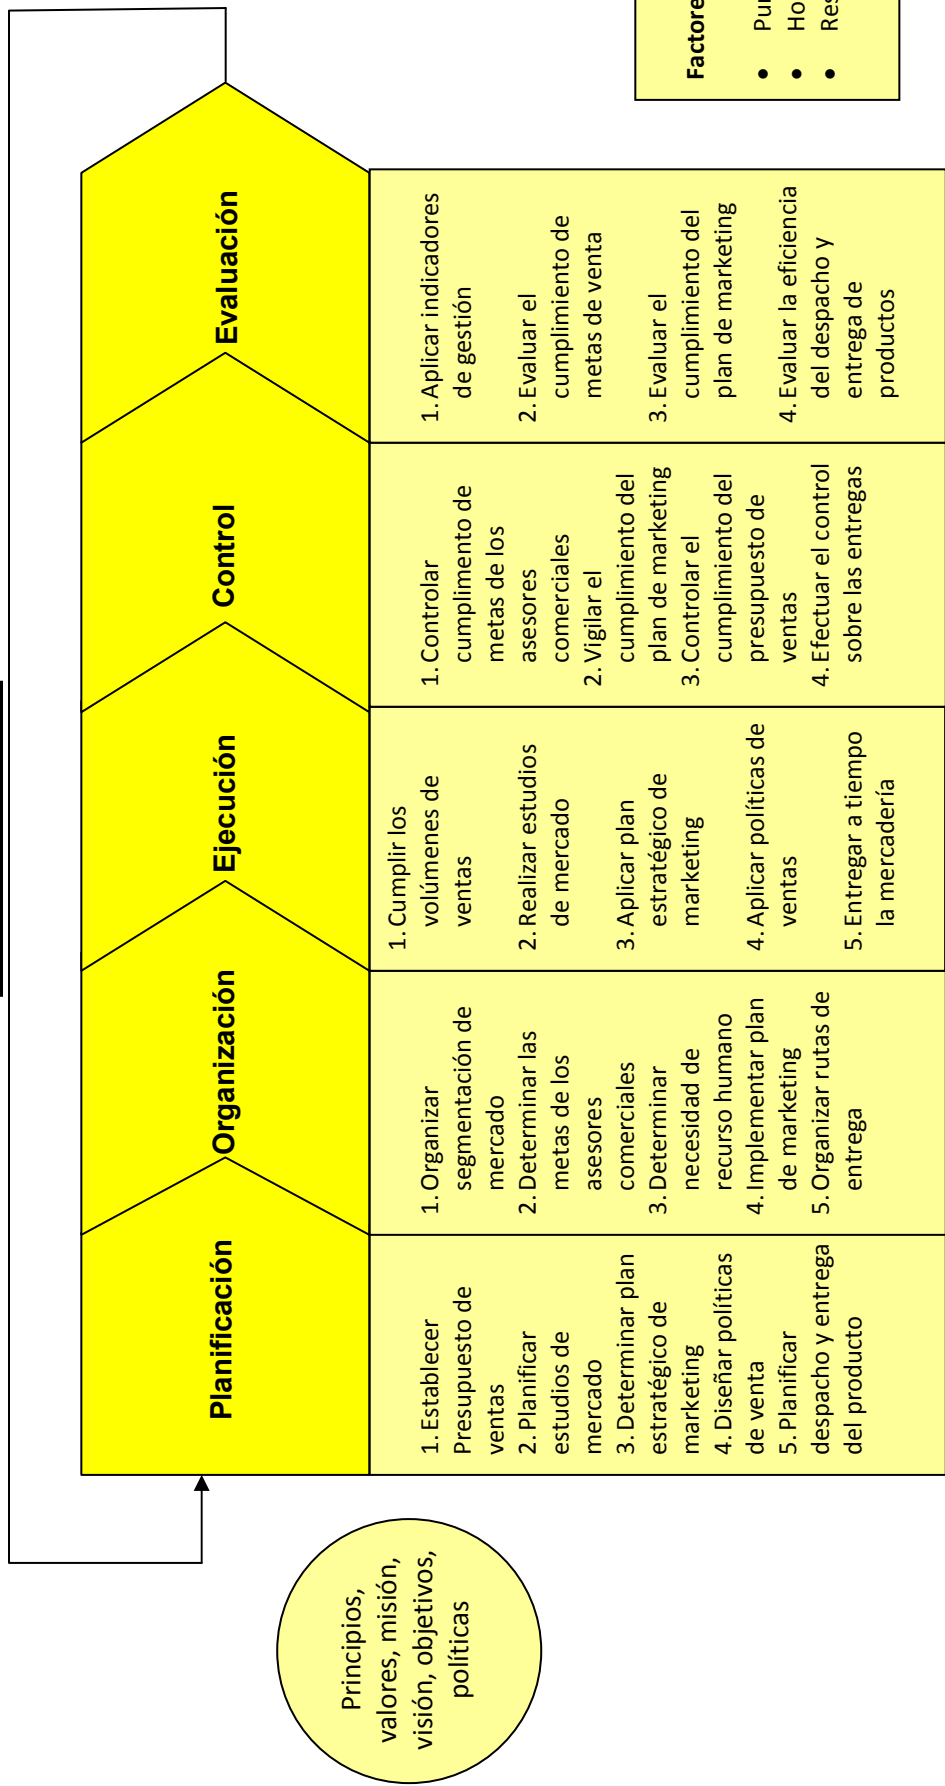 Principios,
valores, misión,
visión, objetivos,
políticas
Planificación
1. Establecer
Presupuesto de
ventas
2. Planificar
estudios de
mercado
3. Determinar plan
estratégico de
marketing
4. Diseñar políticas
de venta
5. Planificar
despacho y entrega
del producto
Organización
1. Organizar
segmentación de
mercado
2. Determinar las
metas de los
asesores
comerciales
3. Determinar
necesidad de
recurso humano
4. Implementar plan
de marketing
5. Organizar rutas de
entrega
Ejecución
1. Cumplir los
volúmenes de
ventas
2. Realizar estudios
de mercado
3. Aplicar plan
estratégico de
marketing
4. Aplicar políticas de
ventas
5. Entregar a tiempo
la mercadería
Control
1. Controlar
cumplimento de
metas de los
asesores
comerciales
2. Vigilar el
cumplimiento del
plan de marketing
3. Controlar el
cumplimiento del
presupuesto de
ventas
4. Efectuar el control
sobre las entregas
Evaluación
1. Aplicar indicadores
de gestión
2. Evaluar el
cumplimiento de
metas de venta
3. Evaluar el
cumplimiento del
plan de marketing
4. Evaluar la eficiencia
del despacho y
entrega de
productos